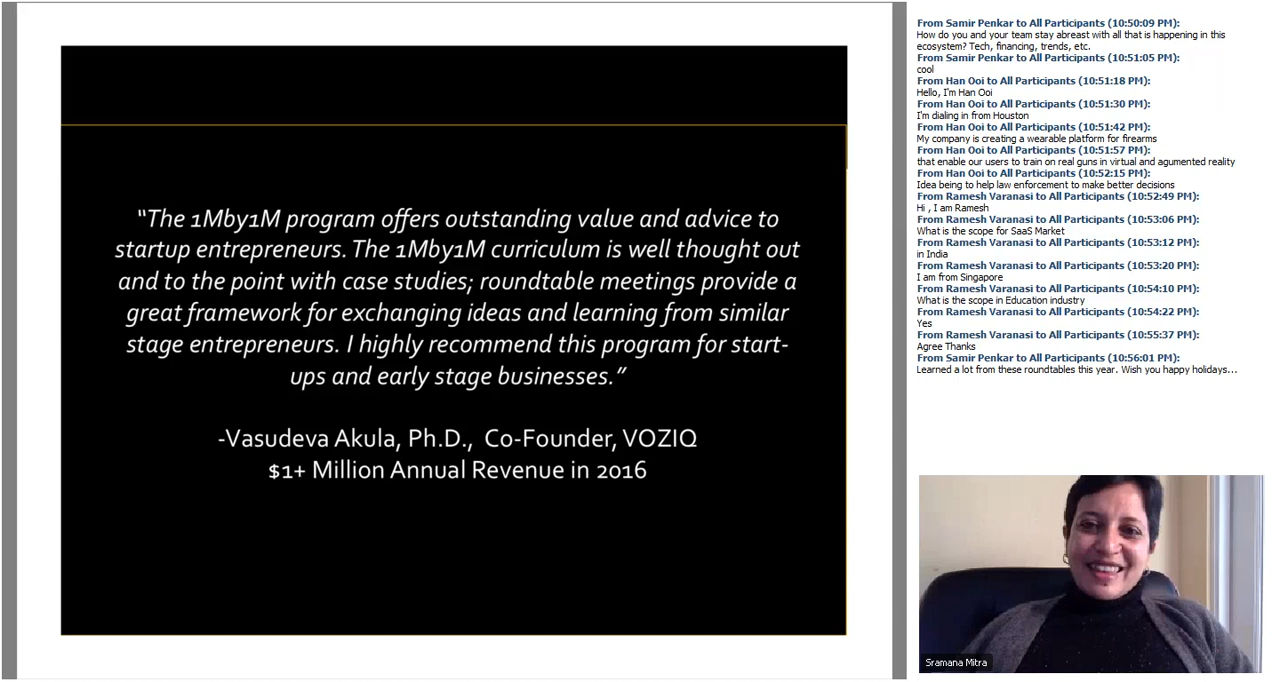 “The 1Mby1M program offers outstanding value and advice to
startup entrepreneurs. The 1Mby1M curriculum is well thought out
and to the point with case studies; roundtable meetings provide a
great framework for exchanging ideas and learning from similar
stage entrepreneurs. I highly recommend this program for start-
ups and early stage businesses.”
-Vasudeva Akula, Ph.D., Co-Founder, VOZIQ
$1+ Million Annual Revenue in 2016
From Samir Penkar to All Participants (10:50:09 PM):
How do you and your team stay abreast with all that is happening in this
ecosystem? Tech, financing, trends, etc.
From Samir Penkar to All Participants (10:51:05 PM):
cool
From Han Ooi to All Participants (10:51:18 PM):
Hello, I'm Han Ooi
From Han Ooi to All Participants (10:51:30 PM):
I'm dialing in from Houston
From Han Ooi to All Participants (10:51:42 PM):
My company is creating a wearable platform for firearms
From Han Ooi to All Participants (10:51:57 PM):
that enable our users to train on real guns in virtual and agumented reality
From Han Ooi to All Participants (10:52:15 PM):
Idea being to help law enforcement to make better decisions
From Ramesh Varanasi to All Participants (10:52:49 PM):
Hi , I am Ramesh
From Ramesh Varanasi to All Participants (10:53:06 PM):
What is the scope for SaaS Market
From Ramesh Varanasi to All Participants (10:53:12 PM):
in India
From Ramesh Varanasi to All Participants (10:53:20 PM):
I am from Singapore
From Ramesh Varanasi to All Participants (10:54:10 PM):
What is the scope in Education industry
From Ramesh Varanasi to All Participants (10:54:22 PM):
Yes
From Ramesh Varanasi to All Participants (10:55:37 PM):
Agree Thanks
From Samir Penkar to All Participants (10:56:01 PM):
Learned a lot from these roundtables this year. Wish you happy holidays...
Sramana Mitra